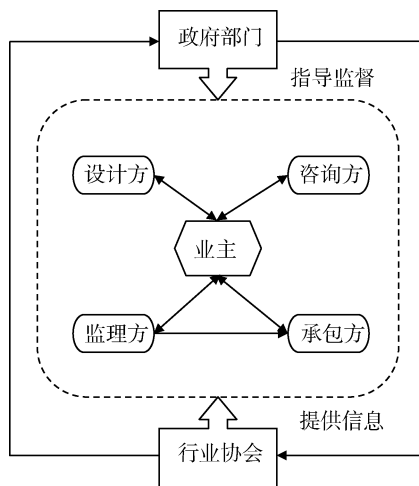 政府部门
指导监督
设计方
咨询方
业主
监理方
承包方
提供信息
行业协会